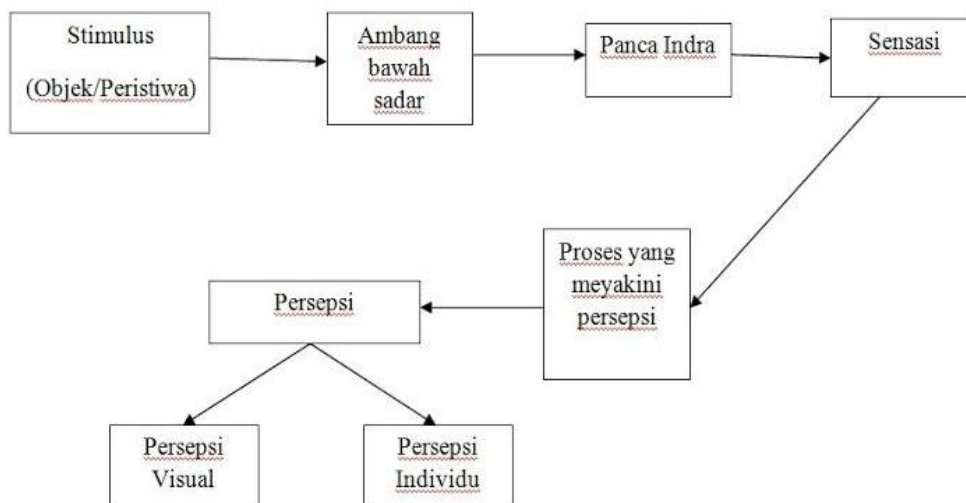 Stimulus
(Objek/Peristiwa)
Ambang
bawah
sadar
Panca Indra
Sensasi
Proses yang
meyakini
persepsi
Persepsi
Persepsi
Visual
Persepsi
Individu